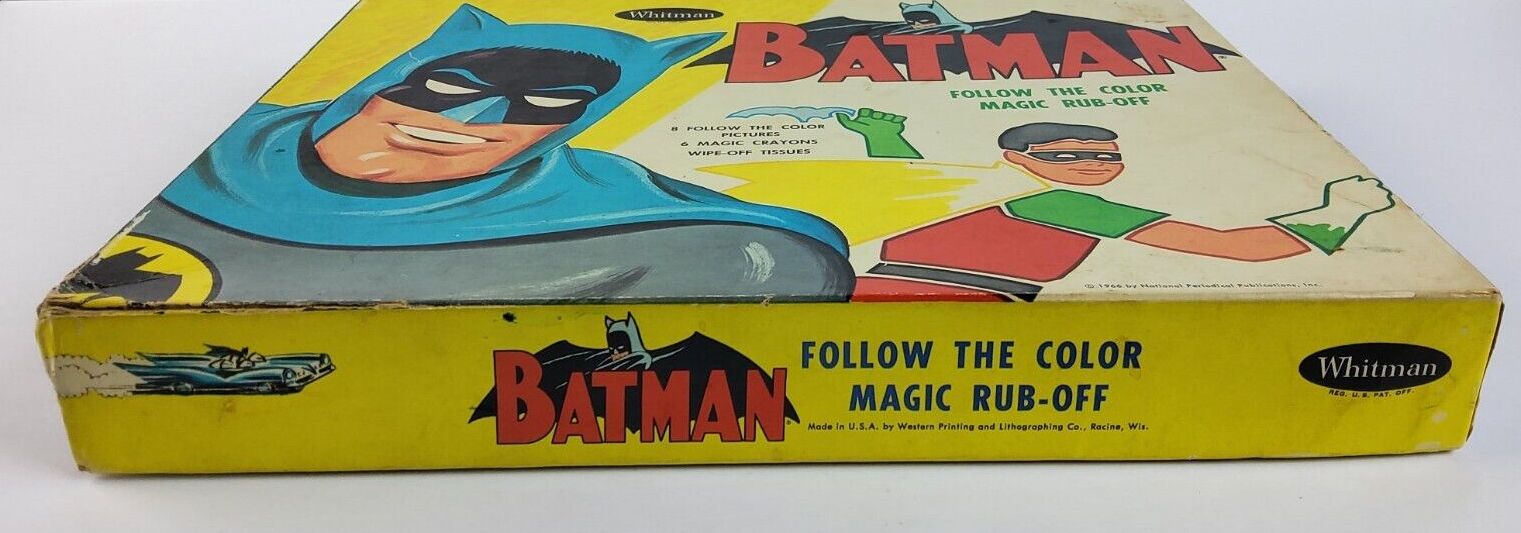 Whitman
BATMAN
FOLLOW THE COLOR
MAGIC RUB-OFF
8 FOLLOW THE COLOR
PICTURES
6 MAGIC CRAYONS
WIPE-OFF TISSUES
© 1966 by National Periodical Publications, Inc.
BATMAN
FOLLOW THE COLOR
MAGIC RUB-OFF
Made in U.S.A. by Western Printing and Lithographing Co., Racine, Wis.
Whitman
REG. U.S. PAT. OFF.